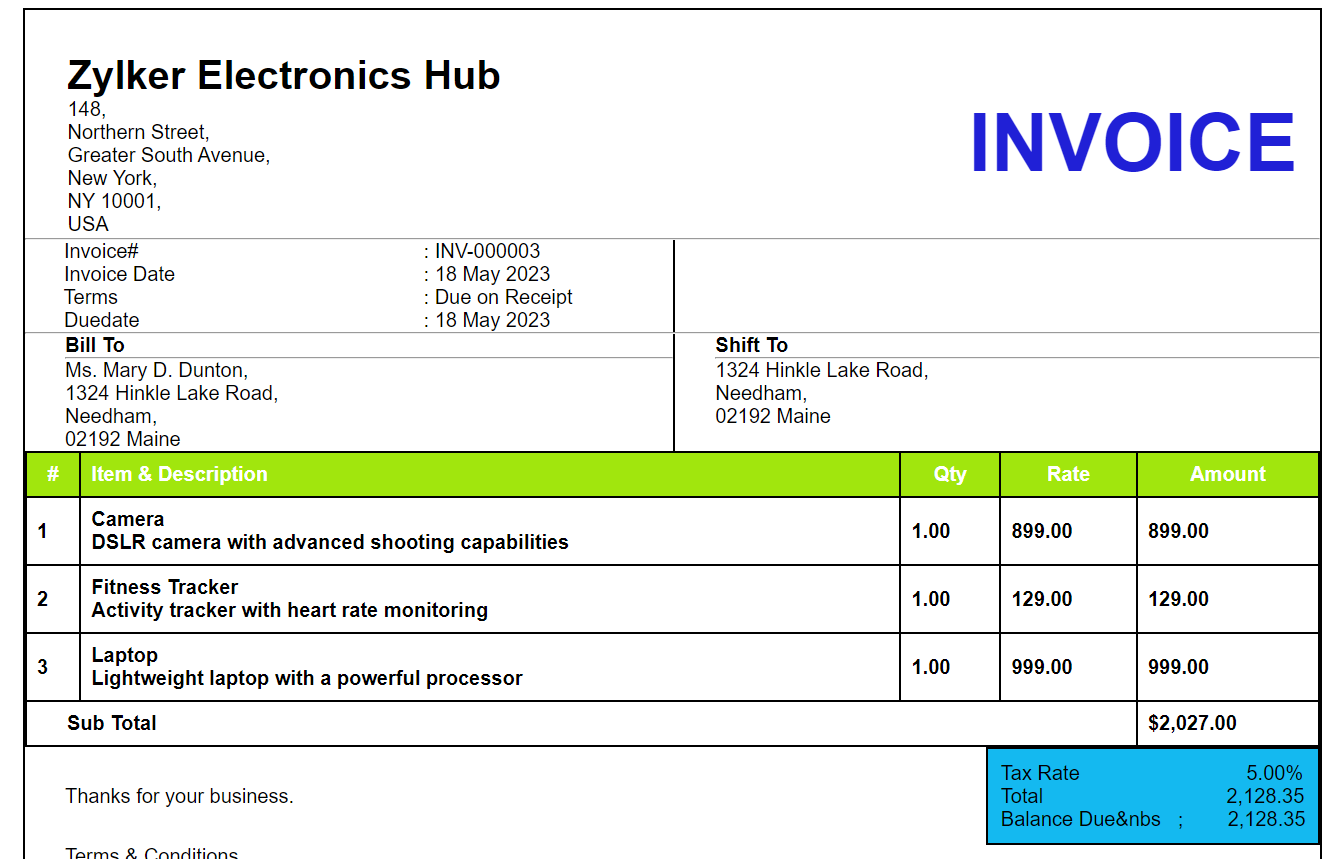 Zylker Electronics Hub
148,
Northern Street,
Greater South Avenue,
New York,
NY 10001,
USA
INVOICE
Invoice# : INV-000003
Invoice Date : 18 May 2023
Terms : Due on Receipt
Duedate : 18 May 2023
Bill To
Ms. Mary D. Dunton,
1324 Hinkle Lake Road,
Needham,
02192 Maine
Shift To
1324 Hinkle Lake Road,
Needham,
02192 Maine
# Item & Description Qty Rate Amount
1 Camera
DSLR camera with advanced shooting capabilities 1.00 899.00 899.00
2 Fitness Tracker
Activity tracker with heart rate monitoring 1.00 129.00 129.00
3 Laptop
Lightweight laptop with a powerful processor 1.00 999.00 999.00
Sub Total $2,027.00
Tax Rate 5.00%
Total 2,128.35
Balance Due&nbs ; 2,128.35
Thanks for your business.
Terms & Conditions